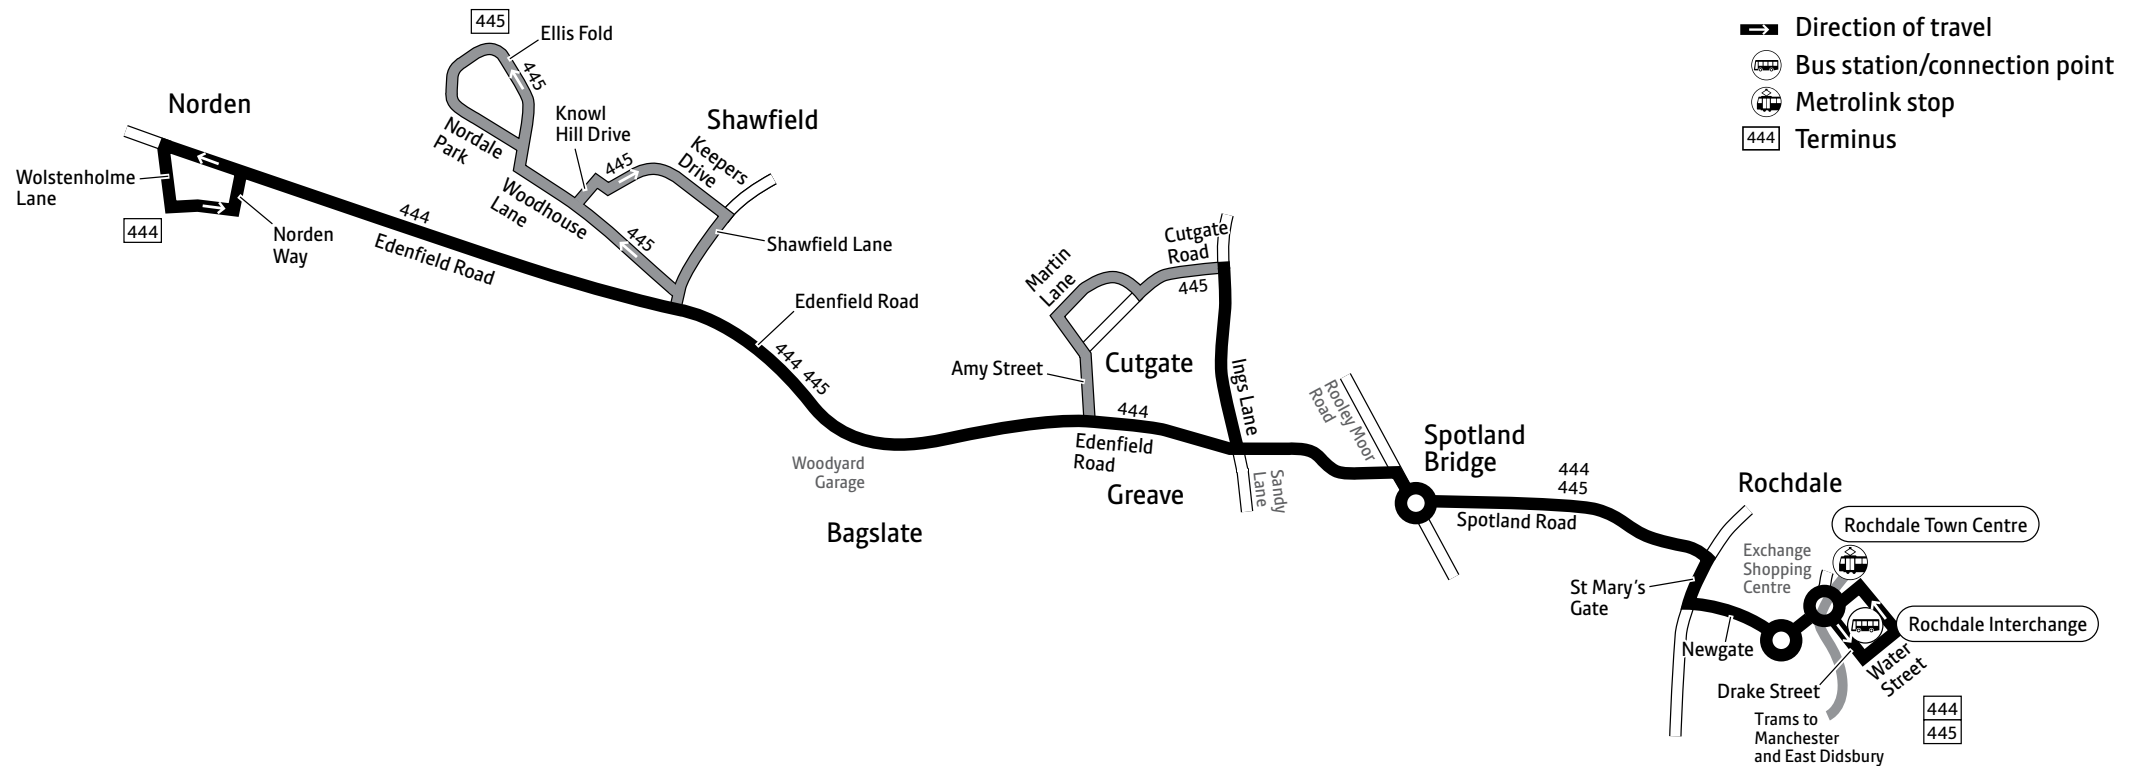 445
Ellis Fold
445
Norden
Knowl
Hill Drive
Shawfield
Nordale
Park
445
Keepers
Drive
Wolstenholme
Lane
444
Norden
Way
444
Edenfield Road
Woodhouse
Lane
445
Shawfield Lane
Edenfield Road
444 445
Woodyard
Garage
Bagslate
Martin
Lane
Cutgate
Road
445
Amy Street
Cutgate
444
Edenfield
Road
Greave
Ings Lane
Sandy
Lane
Rooley Moor
Road
Spotland
Bridge
444
445
Spotland Road
Rochdale
St Mary's
Gate
Newgate
Exchange
Shopping
Centre
Rochdale Town Centre
Rochdale Interchange
Water
Street
Drake Street
Trams to
Manchester
and East Didsbury
444
445
Direction of travel
Bus station/connection point
Metrolink stop
444 Terminus